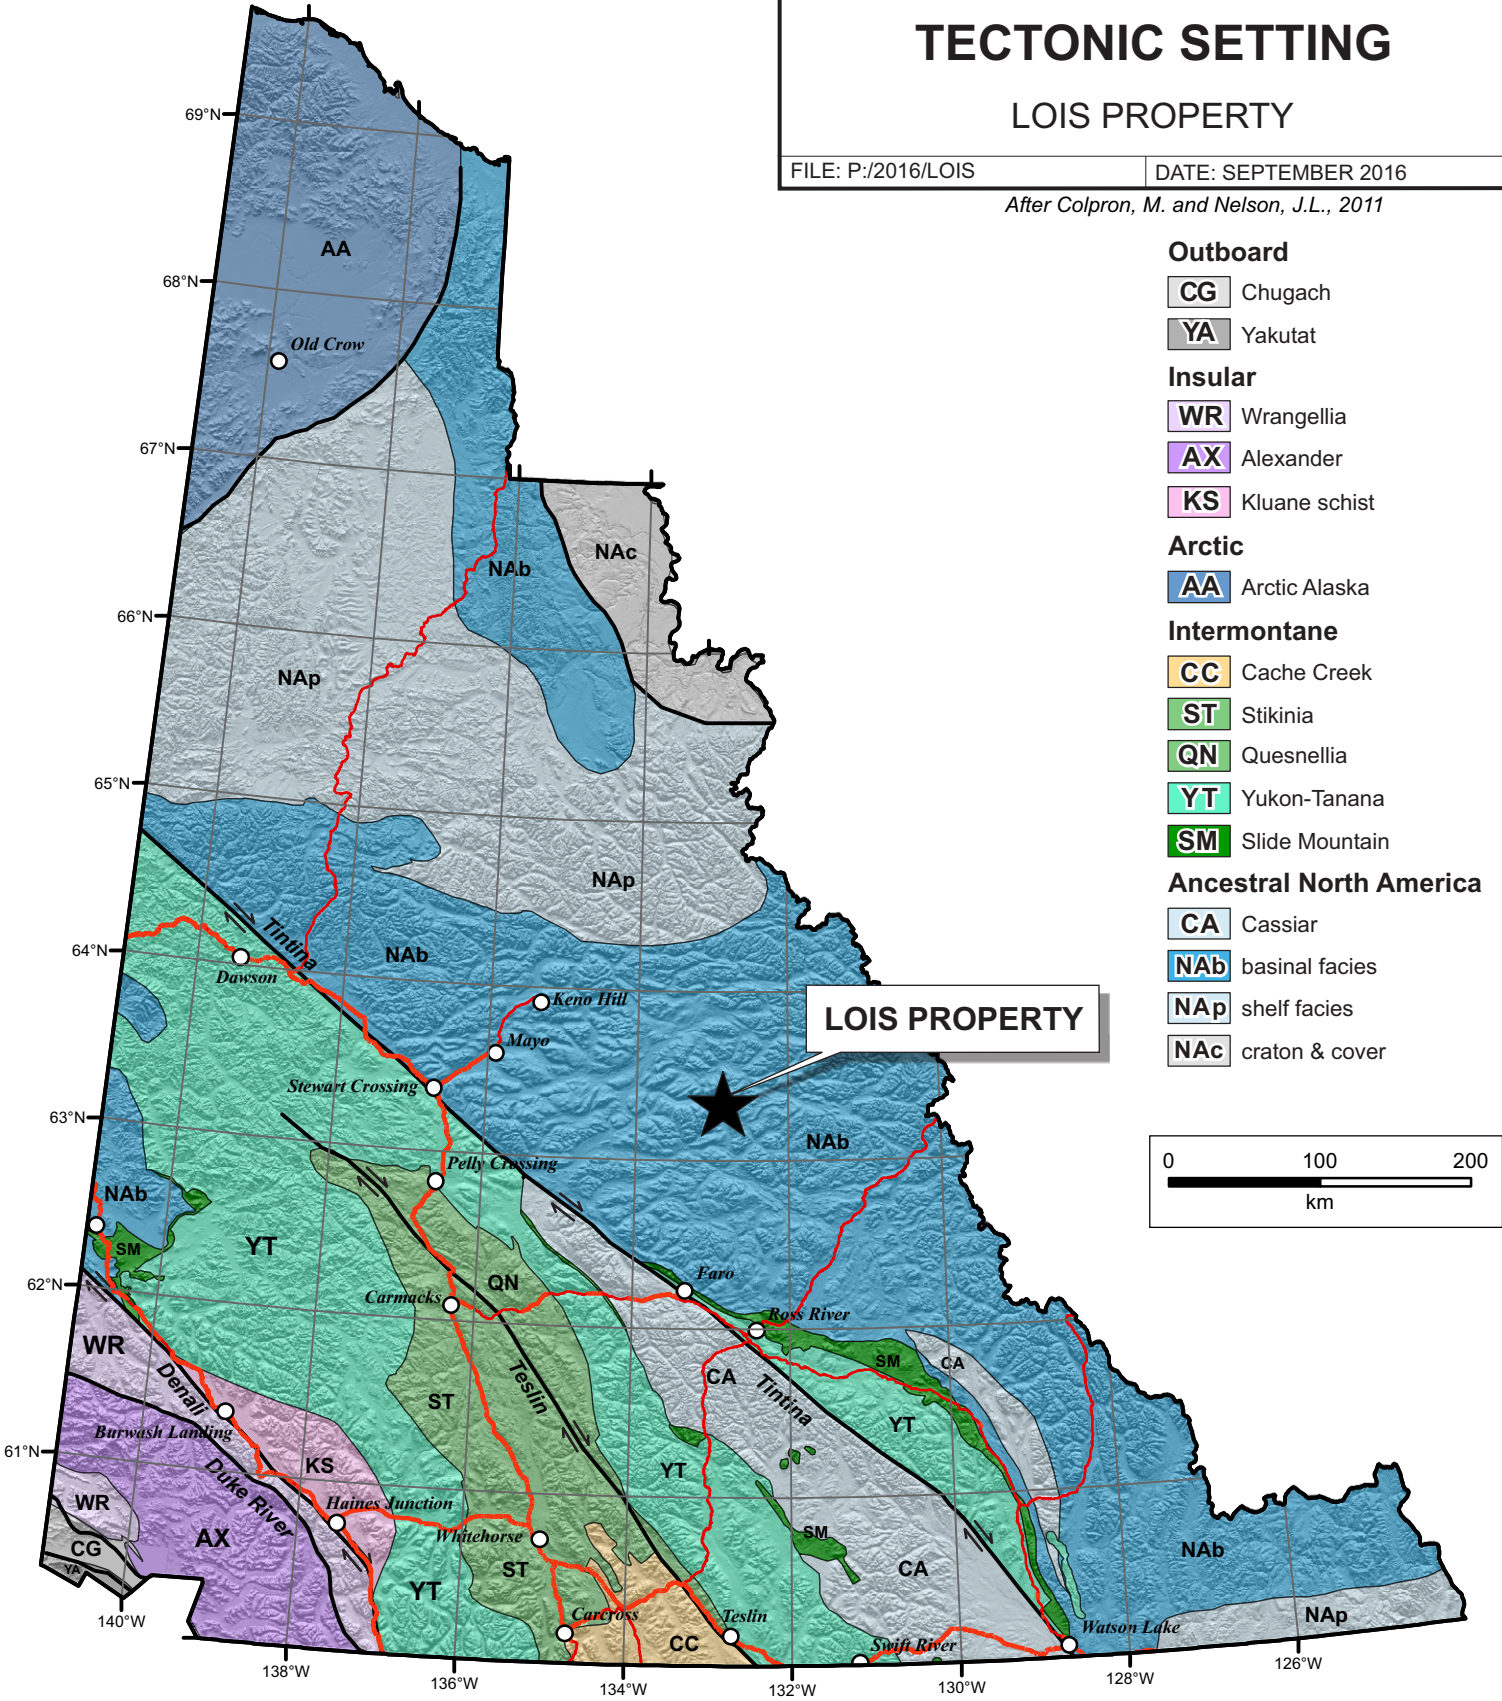 TECTONIC SETTING
LOIS PROPERTY
FILE: P:/2016/LOIS
DATE: SEPTEMBER 2016
After Colpron, M. and Nelson, J.L., 2011
Outboard
CG Chugach
YA Yakutat
Insular
WR Wrangellia
AX Alexander
KS Kluane schist
Arctic
AA Arctic Alaska
Intermontane
CC Cache Creek
ST Stikinia
QN Quesnellia
YT Yukon-Tanana
SM Slide Mountain
Ancestral North America
CA Cassiar
NAb basinal facies
NAp shelf facies
NAc craton & cover
0 100 200
km
69°N
AA
68°N
Old Crow
67°N
NAc
NAb
66°N
NAp
65°N
NAp
64°N
Tintina
NAb
Dawson
Keno Hill
LOIS PROPERTY
Mayo
Stewart Crossing
63°N
NAb
Pelly Crossing
NAb
YT
SM
62°N
QN
Faro
Carmacks
Ross River
WR
SM
CA
Denali
CA
Teslin
Tintina
ST
YT
Burwash Landing
61°N
KS
YT
Duke River
WR
Haines Junction
AX
Whitehorse
SM
CG
NAb
YA
ST
CA
YT
140°W
Carcross
Teslin
NAp
Watson Lake
CC
Swift River
138°W
136°W
134°W
132°W
130°W
128°W
126°W